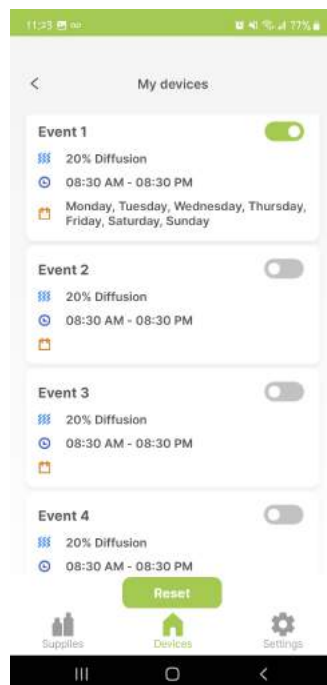 11:23
77%
My devices
Event 1
20% Diffusion
08:30 AM - 08:30 PM
Monday, Tuesday, Wednesday, Thursday,
Friday, Saturday, Sunday
Event 2
20% Diffusion
08:30 AM - 08:30 PM
Event 3
20% Diffusion
08:30 AM - 08:30 PM
Event 4
20% Diffusion
08:30 AM - 08:30 PM
Reset
Supplies
Devices
Settings